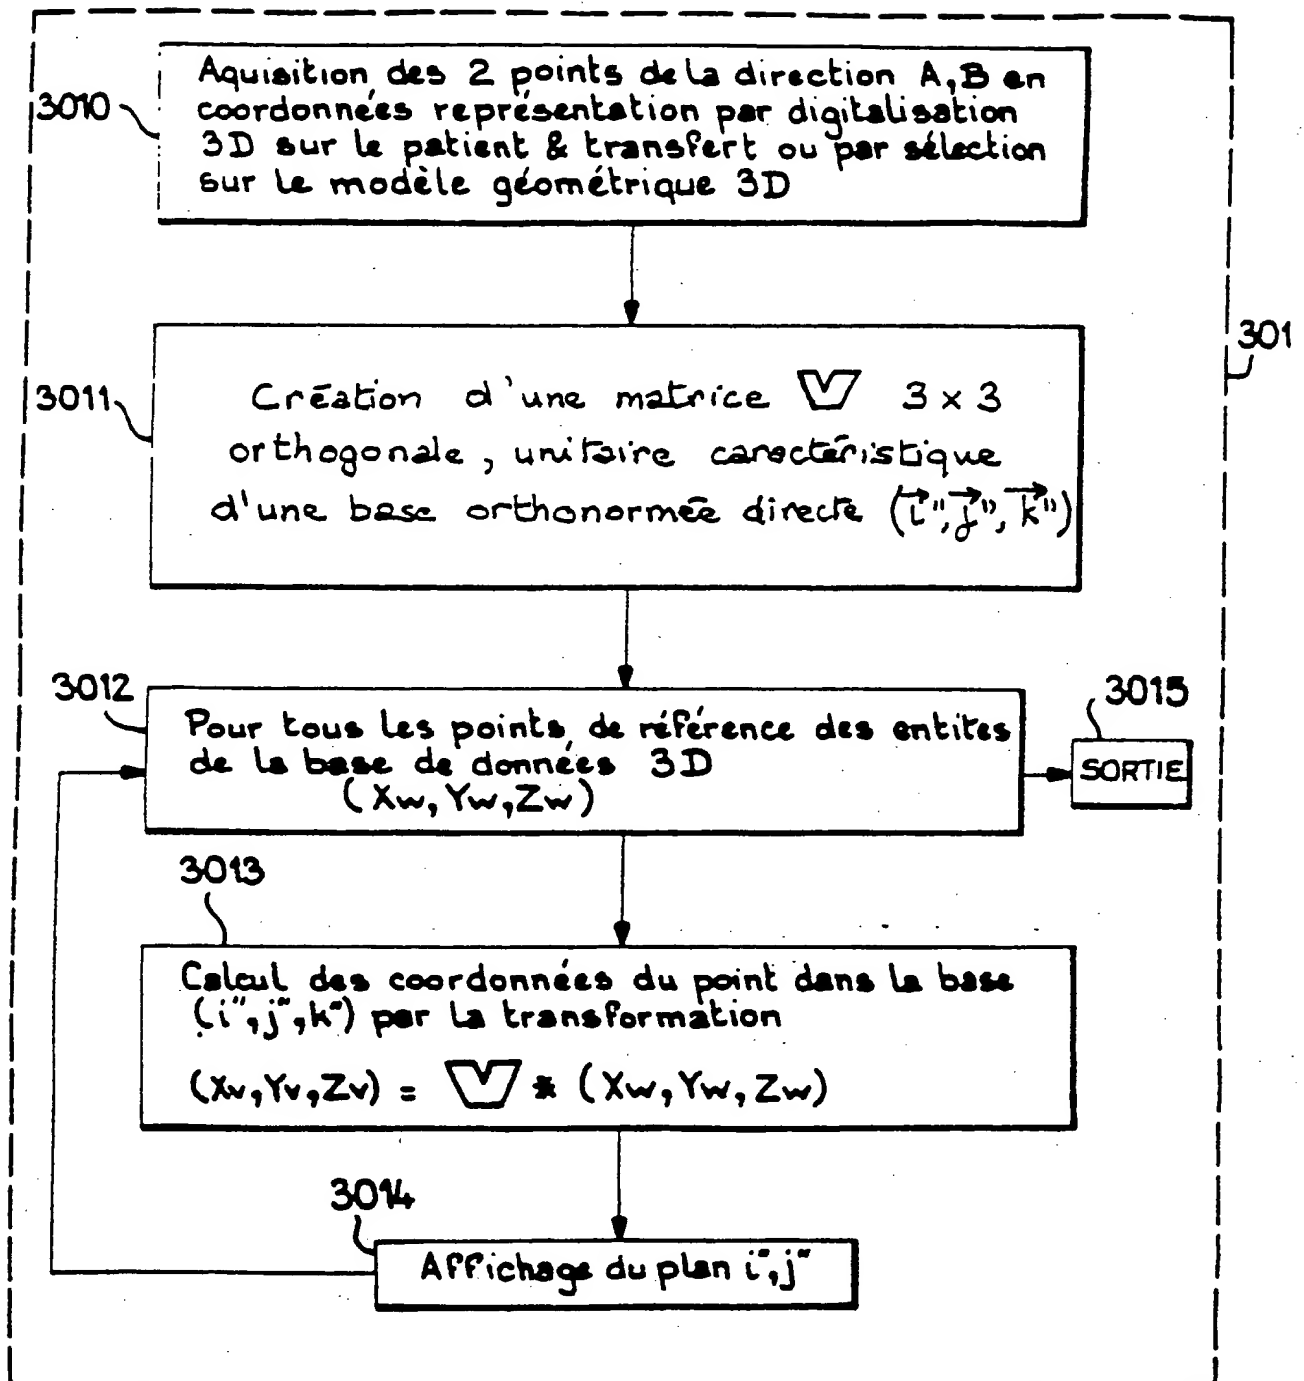 3010
Aquisition des 2 points de la direction A,B en
coordonnées représentation par digitalisation
3D sur le patient & transfert ou par sélection
sur le modèle géométrique 3D
301
3011
Création d'une matrice V 3 x 3
orthogonale, unitaire caractéristique
d'une base orthonormée directe (i", j", k")
3012
Pour tous les points de référence des entites
de la base de données 3D
(Xw, Yw, Zw)
3015
SORTIE
3013
Calcul des coordonnées du point dans la base
(i", j", k") par la transformation
(Xv, Yv, Zv) = V * (Xw, Yw, Zw)
3014
Affichage du plan i", j"